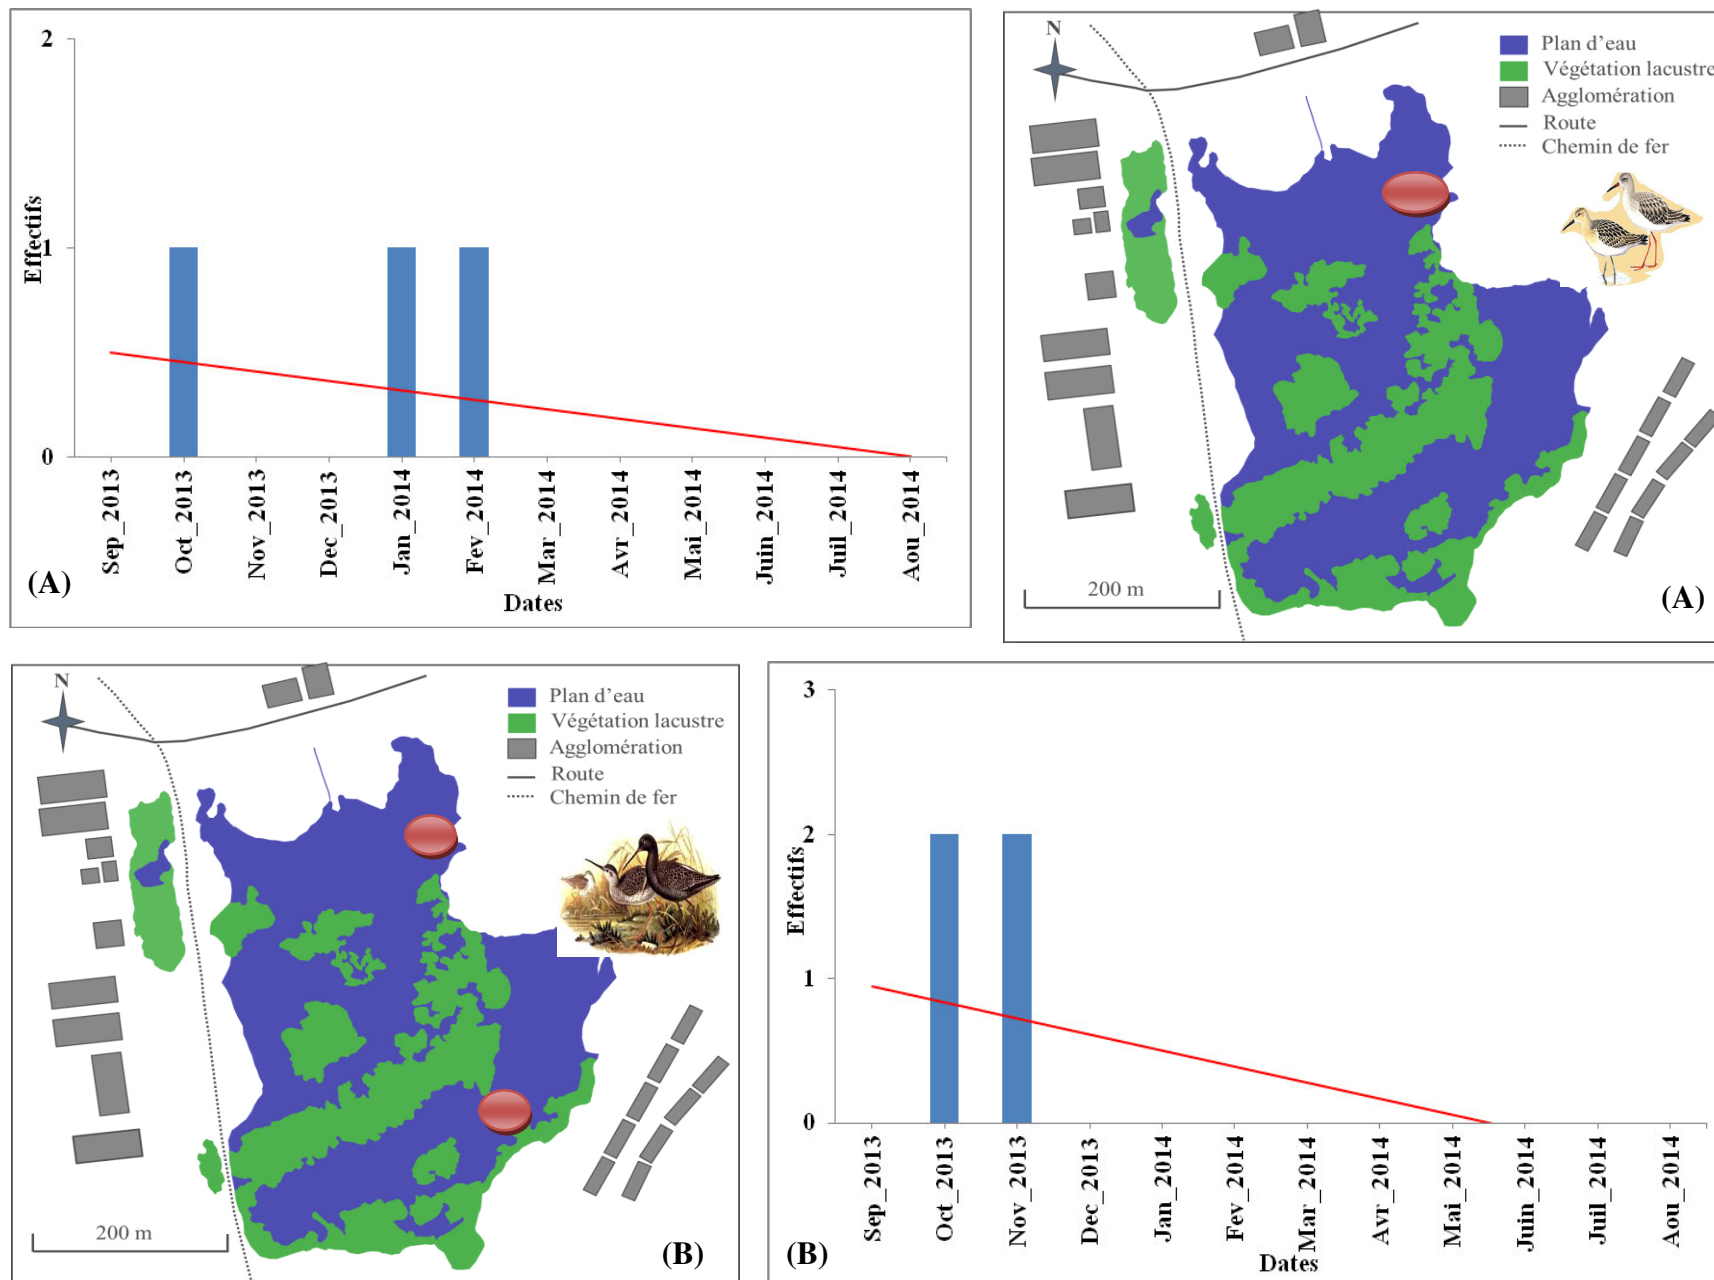 2
1
0
Effectifs
Sep_2013
Oct_2013
Nov_2013
Dec_2013
Jan_2014
Fev_2014
Mar_2014
Avr_2014
Mai_2014
Juin_2014
Juil_2014
Aou_2014
Dates
(A)
N
Plan d'eau
Végétation lacustre
Agglomération
Route
Chemin de fer
200 m
(A)
N
Plan d'eau
Végétation lacustre
Agglomération
Route
Chemin de fer
200 m
(B)
3
2
1
0
Effectifs
Sep_2013
Oct_2013
Nov_2013
Dec_2013
Jan_2014
Fev_2014
Mar_2014
Avr_2014
Mai_2014
Juin_2014
Juil_2014
Aou_2014
Dates
(B)